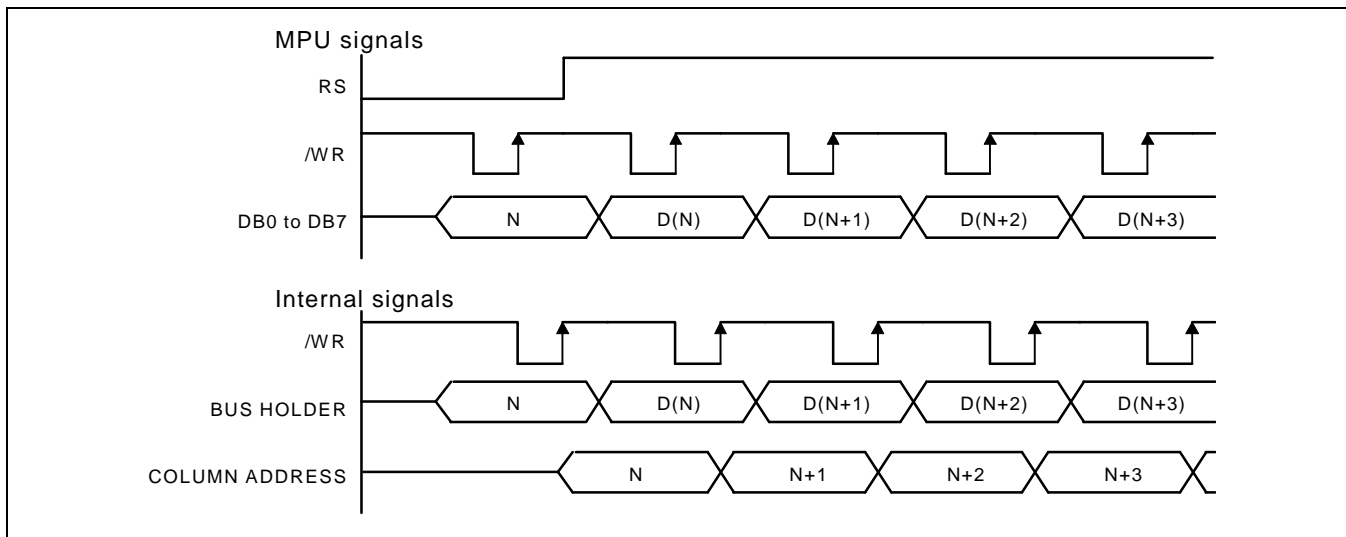 MPU signals
RS
/WR
DB0 to DB7 N D(N) D(N+1) D(N+2) D(N+3)
Internal signals
/WR
BUS HOLDER N D(N) D(N+1) D(N+2) D(N+3)
COLUMN ADDRESS N N+1 N+2 N+3